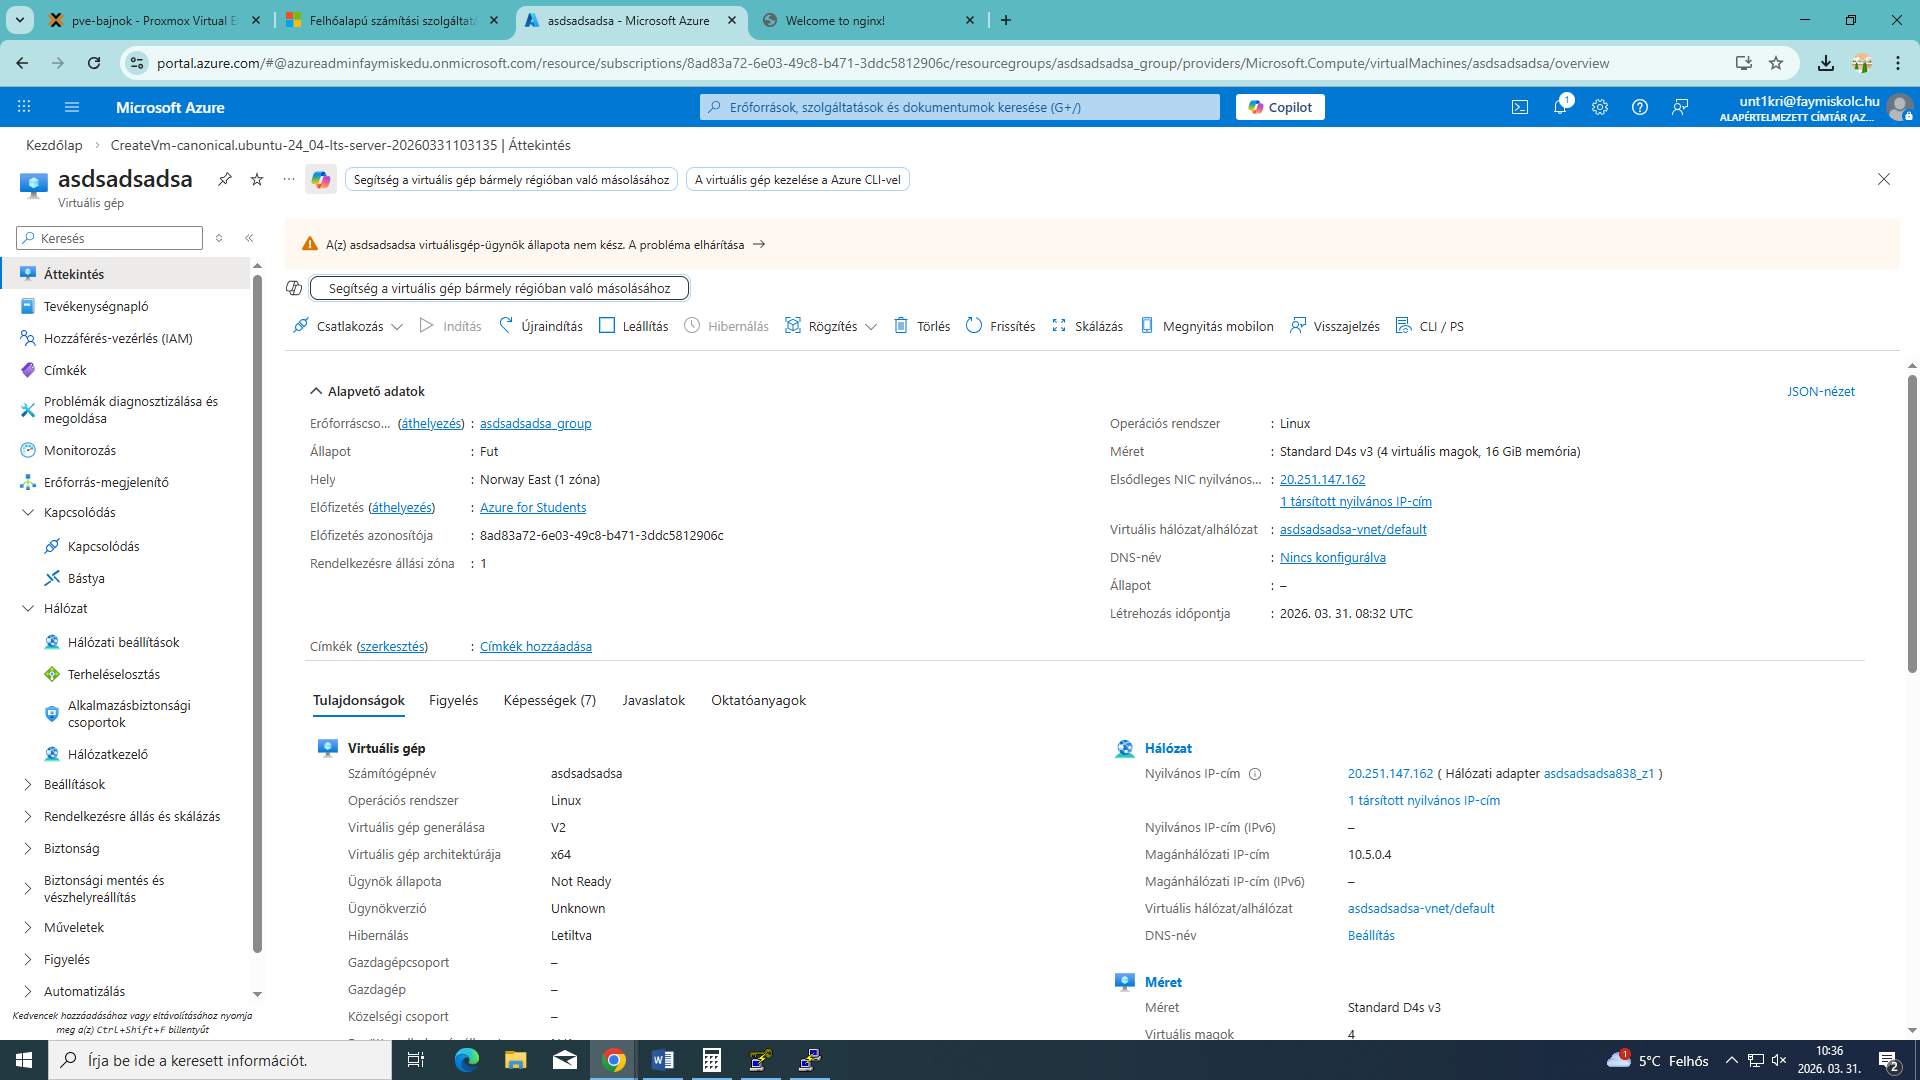 pve-bajnok - Proxmox Virtual E
Felhőalapú számítási szolgáltatá
asdsadsadsa - Microsoft Azure
Welcome to nginx!
portal.azure.com/#@azureadminfaymiskedu.onmicrosoft.com/resource/subscriptions/8ad83a72-6e03-49c8-b471-3ddc5812906c/resourcegroups/asdsadsadsa_group/providers/Microsoft.Compute/virtualMachines/asdsadsadsa/overview
Microsoft Azure
Erőforrások, szolgáltatások és dokumentumok keresése (G+/)
Copilot
1
unt1kri@faymiskolc.hu
ALAPÉRTELMEZETT CÍMTÁR (AZ...
Kezdőlap
CreateVm-canonical.ubuntu-24_04-lts-server-20260331103135 | Áttekintés
asdsadsadsa
Virtuális gép
Segítség a virtuális gép bármely régióban való másolásához
A virtuális gép kezelése a Azure CLI-vel
Keresés
Áttekintés
Tevékenységnapló
Hozzáférés-vezérlés (IAM)
Címkék
Problémák diagnosztizálása és
megoldása
Monitorozás
Erőforrás-megjelenítő
Kapcsolódás
Kapcsolódás
Bástya
Hálózat
Hálózati beállítások
Terheléselosztás
Alkalmazásbiztonsági
csoportok
Hálózatkezelő
Beállítások
Rendelkezésre állás és skálázás
Biztonság
Biztonsági mentés és
vészhelyreállítás
Műveletek
Figyelés
Automatizálás
Kedvencek hozzáadásához vagy eltávolításához nyomja
meg a(z) Ctrl+Shift+F billentyűt
A(z) asdsadsadsa virtuálisgép-ügynök állapota nem kész. A probléma elhárítása →
Segítség a virtuális gép bármely régióban való másolásához
Csatlakozás
Indítás
Újraindítás
Leállítás
Hibernálás
Rögzítés
Törlés
Frissítés
Skálázás
Megnyitás mobilon
Visszajelzés
CLI / PS
Alapvető adatok
JSON-nézet
Erőforráscso... (áthelyezés) : asdsadsadsa_group
Állapot : Fut
Hely : Norway East (1 zóna)
Előfizetés (áthelyezés) : Azure for Students
Előfizetés azonosítója : 8ad83a72-6e03-49c8-b471-3ddc5812906c
Rendelkezésre állási zóna : 1
Operációs rendszer : Linux
Méret : Standard D4s v3 (4 virtuális magok, 16 GiB memória)
Elsődleges NIC nyilvános... : 20.251.147.162
1 társított nyilvános IP-cím
Virtuális hálózat/alhálózat : asdsadsadsa-vnet/default
DNS-név : Nincs konfigurálva
Állapot : –
Létrehozás időpontja : 2026. 03. 31. 08:32 UTC
Címkék (szerkesztés) : Címkék hozzáadása
Tulajdonságok
Figyelés
Képességek (7)
Javaslatok
Oktatóanyagok
Virtuális gép
Számítógépnév asdsadsadsa
Operációs rendszer Linux
Virtuális gép generálása V2
Virtuális gép architektúrája x64
Ügynök állapota Not Ready
Ügynökverzió Unknown
Hibernálás Letiltva
Gazdagépcsoport –
Gazdagép –
Közelségi csoport –
Hálózat
Nyilvános IP-cím 20.251.147.162 ( Hálózati adapter asdsadsadsa838_z1 )
1 társított nyilvános IP-cím
Nyilvános IP-cím (IPv6) –
Magánhálózati IP-cím 10.5.0.4
Magánhálózati IP-cím (IPv6) –
Virtuális hálózat/alhálózat asdsadsadsa-vnet/default
DNS-név Beállítás
Méret
Méret Standard D4s v3
Virtuális magok 4
Írja be ide a keresett információt.
1
5°C Felhős
10:36
2026. 03. 31.
2